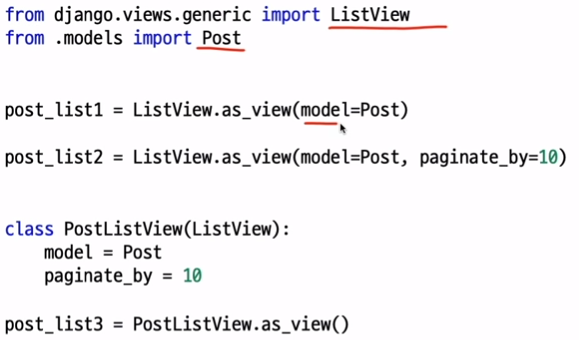 from django.views.generic import ListView
from .models import Post
post_list1 = ListView.as_view(model=Post)
post_list2 = ListView.as_view(model=Post, paginate_by=10)
class PostListView(ListView):
    model = Post
    paginate_by = 10
post_list3 = PostListView.as_view()